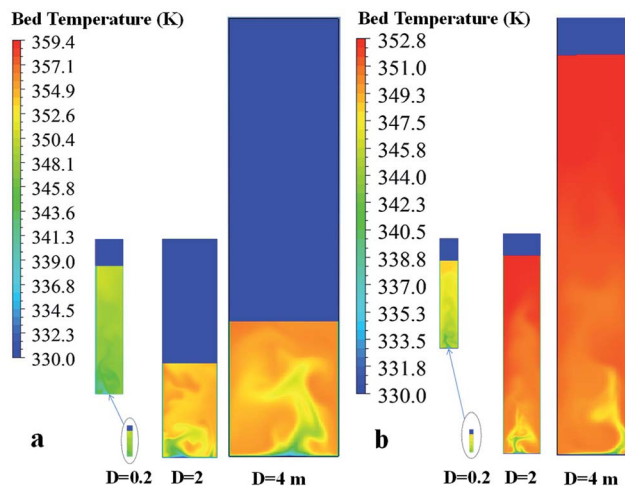 Bed Temperature (K)
359.4
357.1
354.9
352.6
350.4
348.1
345.8
343.6
341.3
339.0
336.8
334.5
332.3
330.0
a
D=0.2
D=2
D=4 m
Bed Temperature (K)
352.8
351.0
349.3
347.5
345.8
344.0
342.3
340.5
338.8
337.0
335.3
333.5
331.8
330.0
b
D=0.2
D=2
D=4 m